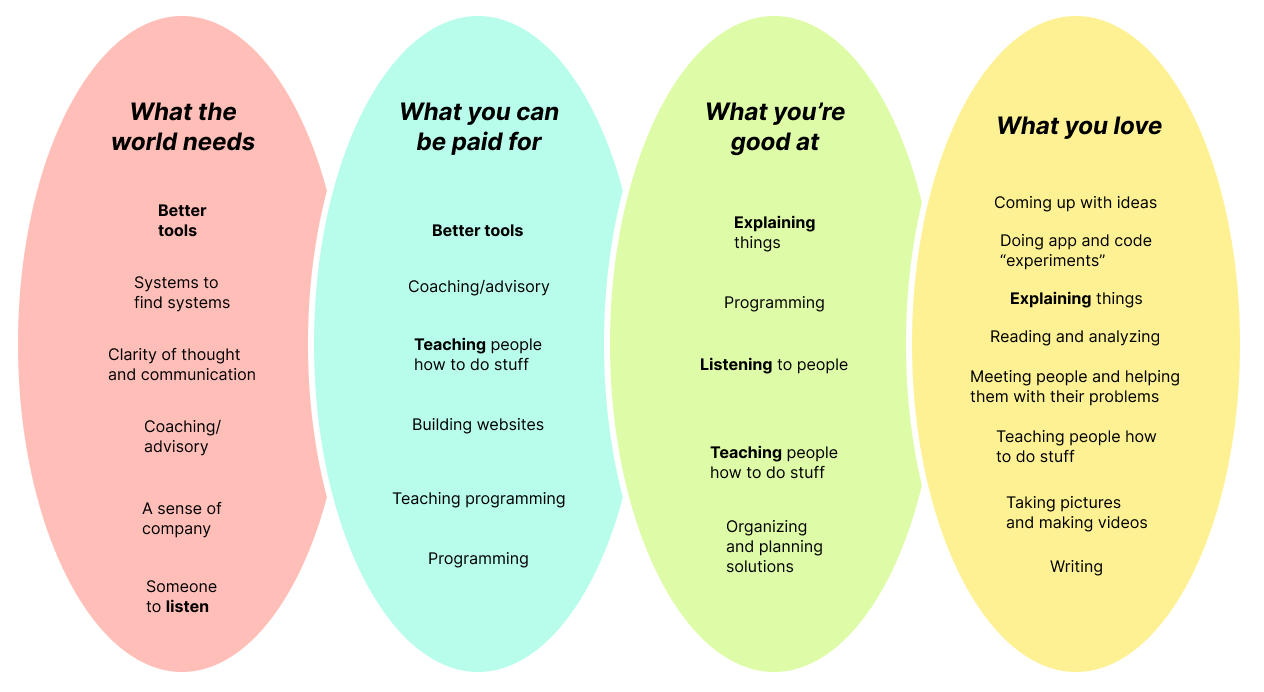 What the
world needs
Better
tools
Systems to
find systems
Clarity of thought
and communication
Coaching/
advisory
A sense of
company
Someone
to listen
What you can
be paid for
Better tools
Coaching/advisory
Teaching people
how to do stuff
Building websites
Teaching programming
Programming
What you’re
good at
Explaining
things
Programming
Listening to people
Teaching people
how to do stuff
Organizing
and planning
solutions
What you love
Coming up with ideas
Doing app and code
“experiments”
Explaining things
Reading and analyzing
Meeting people and helping
them with their problems
Teaching people how
to do stuff
Taking pictures
and making videos
Writing